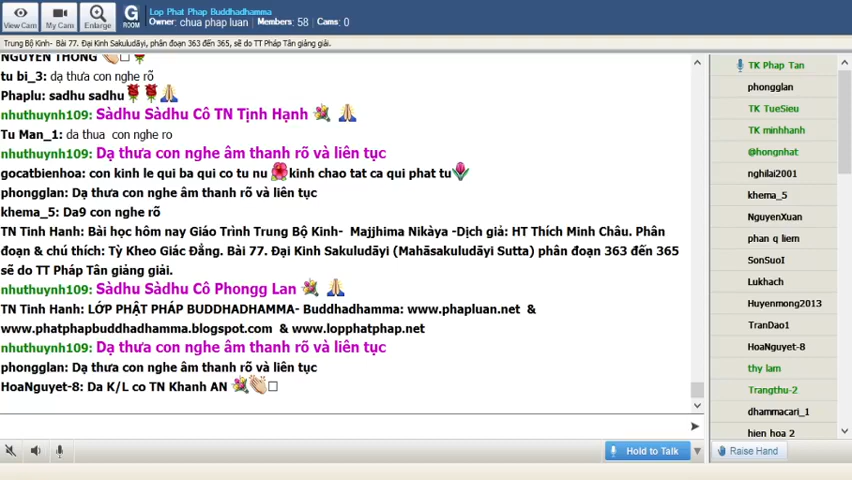 View Cam
My Cam
Enlarge
G
ROOM
Lop Phat Phap Buddhadhamma
Owner: chua phap luan Members: 58 Cams: 0
Trung Bộ Kinh- Bài 77. Đại Kinh Sakuludāyi, phân đoạn 363 đến 365, sẽ do TT Pháp Tân giảng giải.
NGUYEN THONG
tu bi_3: dạ thưa con nghe rõ
Phaplu: sadhu sadhu
nhuthuynh109: Sàdhu Sàdhu Cô TN Tịnh Hạnh
Tu Man_1: da thua con nghe ro
nhuthuynh109: Dạ thưa con nghe âm thanh rõ và liên tục
gocatbienhoa: con kinh le qui ba qui co tu nu kinh chao tat ca qui phat tu
phongglan: Dạ thưa con nghe âm thanh rõ và liên tục
khema_5: Da9 con nghe rõ
TN Tinh Hanh: Bài học hôm nay Giáo Trình Trung Bộ Kinh- Majjhima Nikàya -Dịch giả: HT Thích Minh Châu. Phân
đoạn & chú thích: Tỳ Kheo Giác Đẳng. Bài 77. Đại Kinh Sakuludāyi (Mahāsakuludāyi Sutta) phân đoạn 363 đến 365
sẽ do TT Pháp Tân giảng giải.
nhuthuynh109: Sàdhu Sàdhu Cô Phongg Lan
TN Tinh Hanh: LỚP PHẬT PHÁP BUDDHADHAMMA- Buddhadhamma: www.phapluan.net &
www.phatphapbuddhadhamma.blogspot.com & www.lopphatphap.net
nhuthuynh109: Dạ thưa con nghe âm thanh rõ và liên tục
phongglan: Dạ thưa con nghe âm thanh rõ và liên tục
HoaNguyet-8: Da K/L co TN Khanh AN
Hold to Talk
TK Phap Tan
phongglan
TK TueSieu
TK minhhanh
@hongnhat
nghilai2001
khema_5
NguyenXuan
phan q liem
SonSuoI
Lukhach
Huyenmong2013
TranDao1
HoaNguyet-8
thy lam
Trangthu-2
dhammacari_1
hien hoa 2
Raise Hand